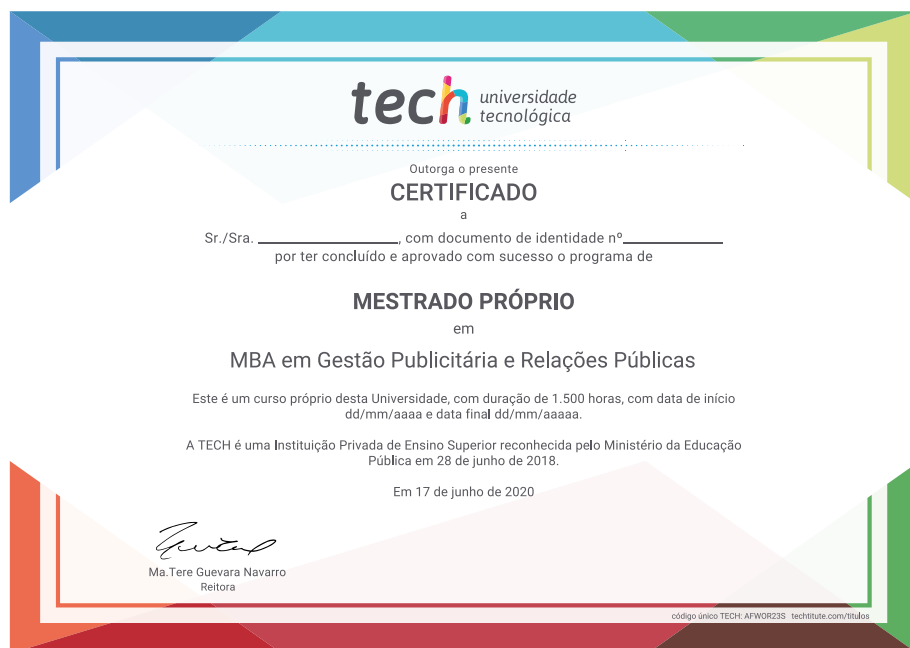 tech universidade
tecnológica
Outorga o presente
CERTIFICADO
a
Sr./Sra. ____________________, com documento de identidade nº______________
por ter concluído e aprovado com sucesso o programa de
MESTRADO PRÓPRIO
em
MBA em Gestão Publicitária e Relações Públicas
Este é um curso próprio desta Universidade, com duração de 1.500 horas, com data de início
dd/mm/aaaa e data final dd/mm/aaaaa.
A TECH é uma Instituição Privada de Ensino Superior reconhecida pelo Ministério da Educação
Pública em 28 de junho de 2018.
Em 17 de junho de 2020
Ma.Tere Guevara Navarro
Reitora
código único TECH: AFWOR23S techtitute.com/titulos